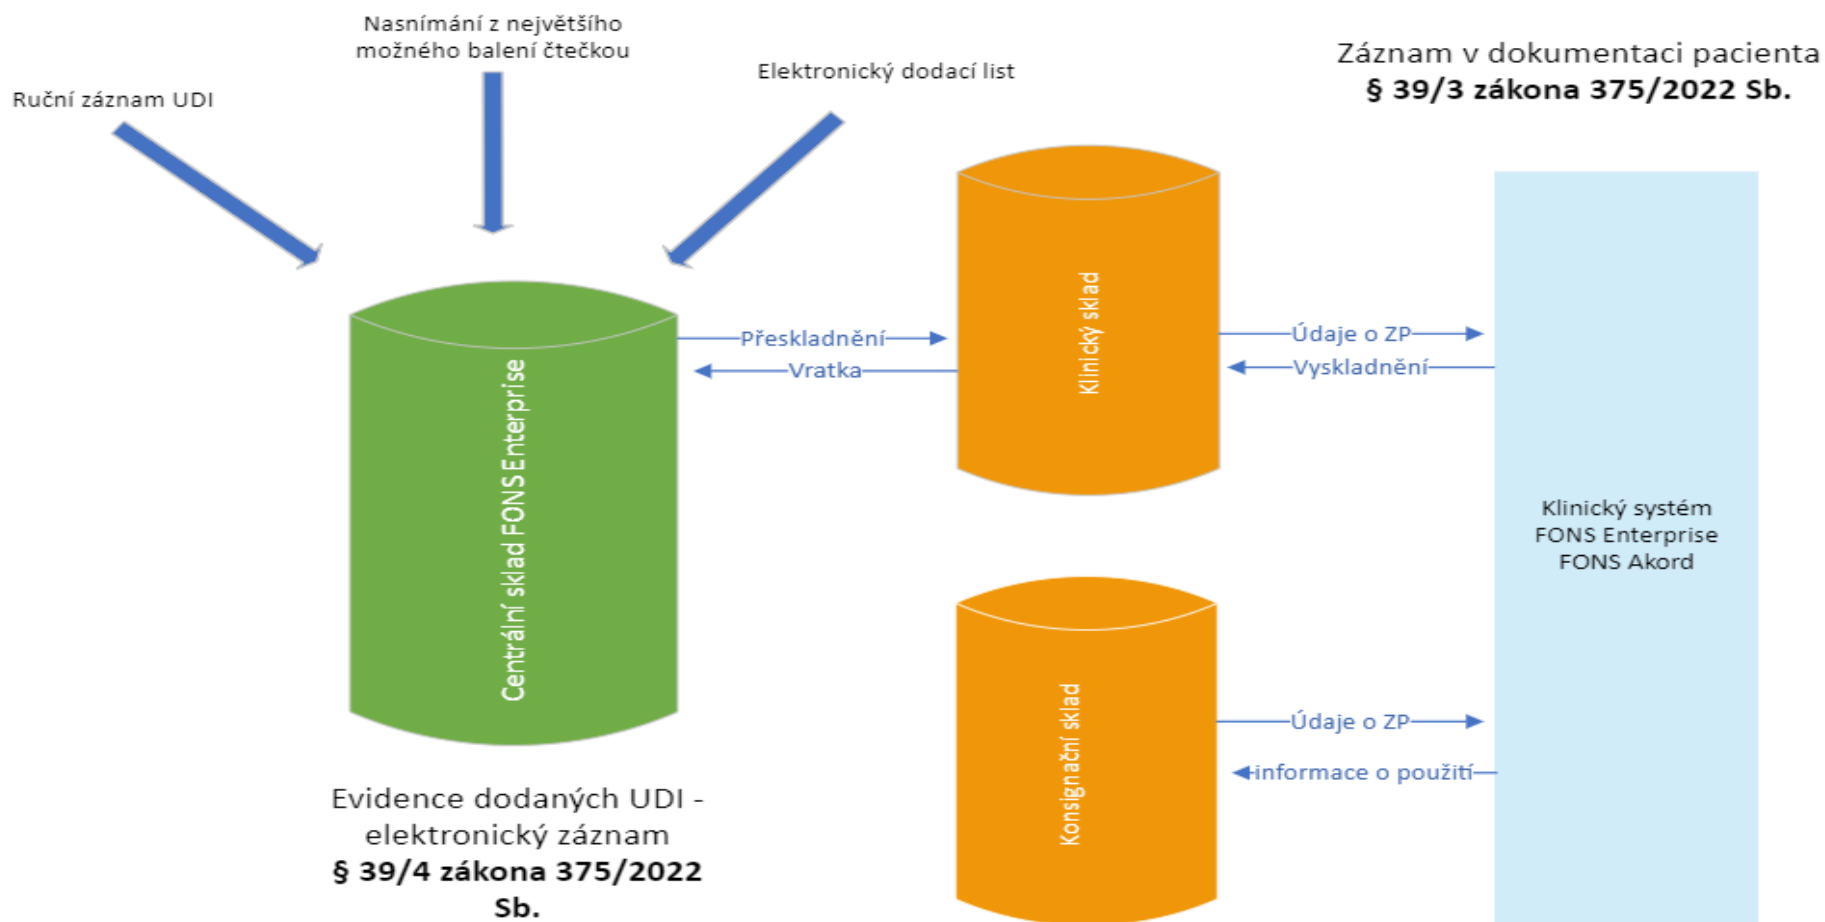 Nasnímání z největšího
možného balení čtečkou
Ruční záznam UDI
Elektronický dodací list
Záznam v dokumentaci pacienta
§ 39/3 zákona 375/2022 Sb.
Centrální sklad FONS Enterprise
Přeskladnění
Vratka
Klinický sklad
Údaje o ZP
Vyskladnění
Klinický systém
FONS Enterprise
FONS Akord
Konsignační sklad
Údaje o ZP
informace o použití
Evidence dodaných UDI -
elektronický záznam
§ 39/4 zákona 375/2022
Sb.